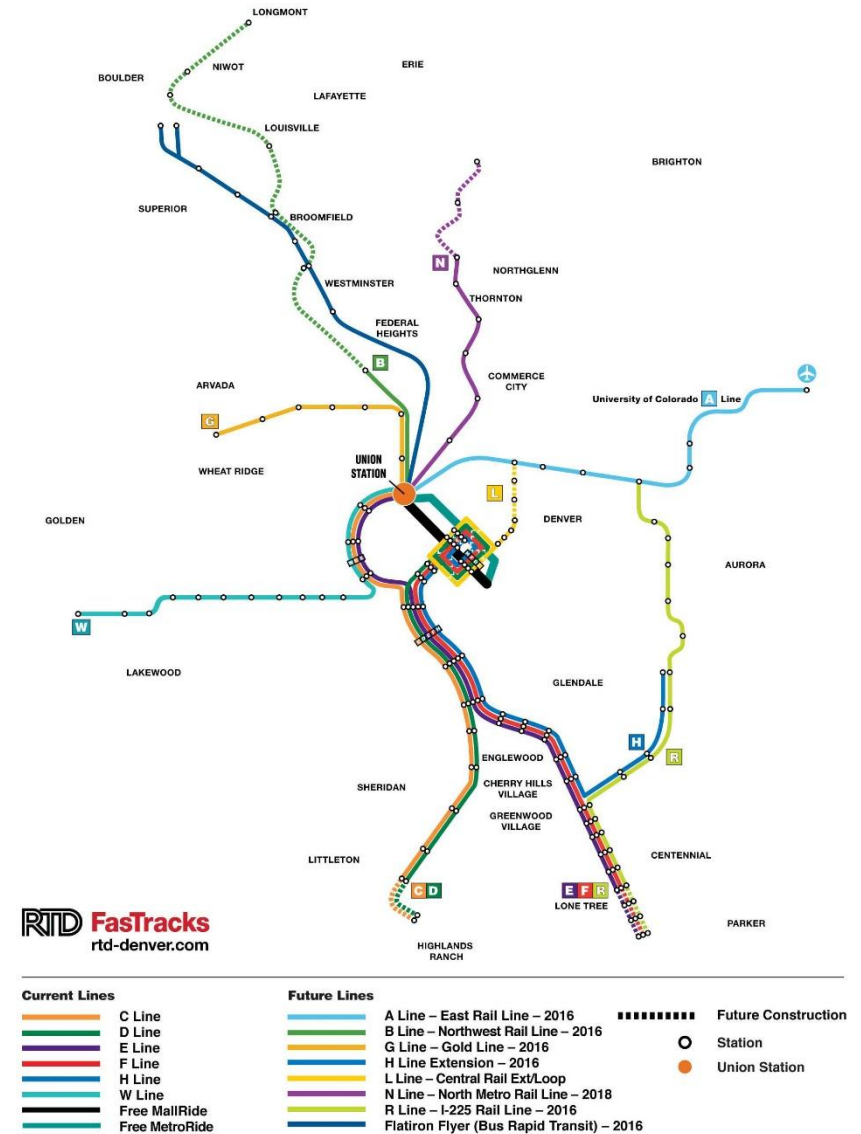 LONGMONT
NIWOT
ERIE
BOULDER
LAFAYETTE
LOUISVILLE
BRIGHTON
SUPERIOR
BROOMFIELD
N
NORTHGLENN
WESTMINSTER
THORNTON
FEDERAL
HEIGHTS
B
COMMERCE
CITY
ARVADA
University of Colorado A Line
G
UNION
STATION
WHEAT RIDGE
L
GOLDEN
DENVER
AURORA
W
LAKEWOOD
GLENDALE
H
R
ENGLEWOOD
SHERIDAN
CHERRY HILLS
VILLAGE
GREENWOOD
VILLAGE
LITTLETON
CENTENNIAL
C D
E F R
LONE TREE
PARKER
HIGHLANDS
RANCH
RTD FasTracks
rtd-denver.com
Current Lines
C Line
D Line
E Line
F Line
H Line
W Line
Free MallRide
Free MetroRide
Future Lines
A Line – East Rail Line – 2016
B Line – Northwest Rail Line – 2016
G Line – Gold Line – 2016
H Line Extension – 2016
L Line – Central Rail Ext/Loop
N Line – North Metro Rail Line – 2018
R Line – I-225 Rail Line – 2016
Flatiron Flyer (Bus Rapid Transit) – 2016
Future Construction
Station
Union Station